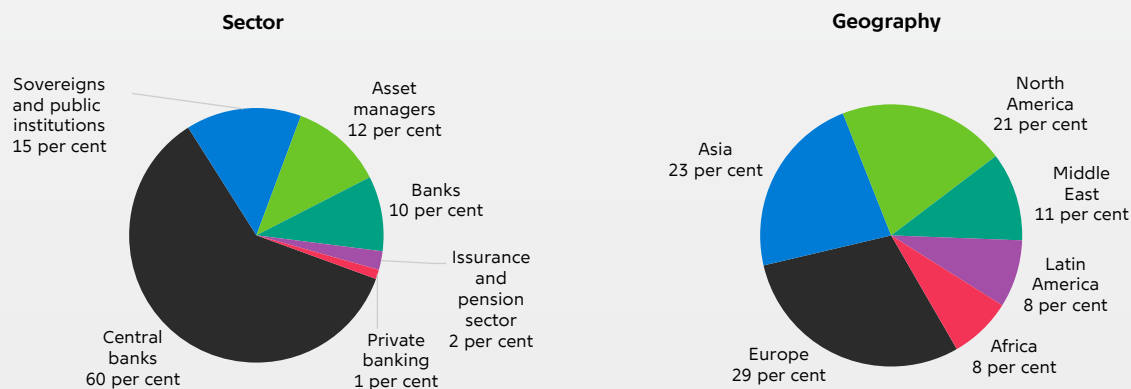 Sector
Sovereigns
and public
institutions
15 per cent
Asset
managers
12 per cent
Banks
10 per cent
Issurance
and
pension
sector
2 per cent
Private
banking
1 per cent
Central
banks
60 per cent
Geography
North
America
21 per cent
Asia
23 per cent
Middle
East
11 per cent
Latin
America
8 per cent
Africa
8 per cent
Europe
29 per cent